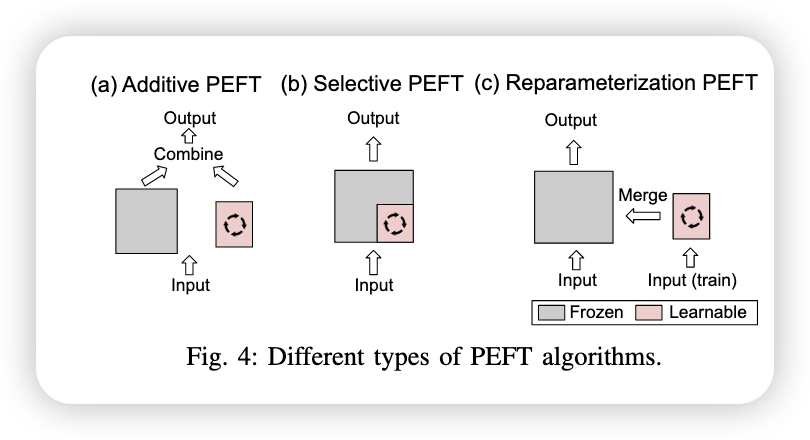 (a) Additive PEFT
Output
Combine
Input
(b) Selective PEFT
Output
Input
(c) Reparameterization PEFT
Output
Merge
Input
Input (train)
Frozen
Learnable
Fig. 4: Different types of PEFT algorithms.